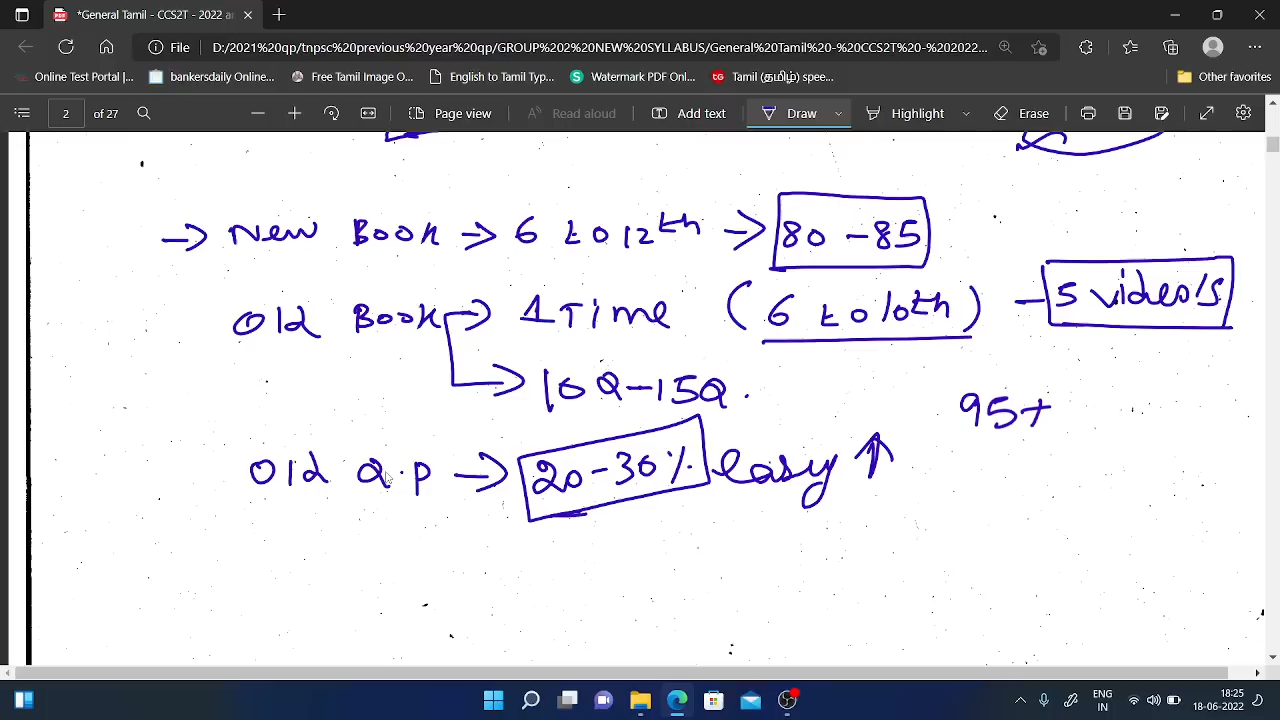 *General Tamil - CCS2T - 2022 a
File
D:/2021%20qp/tnpsc%20previous%20year%20qp/GROUP%202%20NEW%20SYLLABUS/General%20Tamil%20-%20CCS2T%20-%202022...
Online Test Portal |...
bankersdaily Online...
Free Tamil Image O...
English to Tamil Typ...
Watermark PDF Onl...
Tamil (தமிழ்) spee...
Other favorites
2 of 27
Page view
Read aloud
Add text
Draw
Highlight
Erase
→ New Book → 6 to 12th → 80 - 85
Old Book → 1 Time (6 to 10th) - 5 video/s
→ 10Q - 15Q.
95+
Old Q.P → 20 - 30% easy ↑
ENG
IN
18:25
18-06-2022